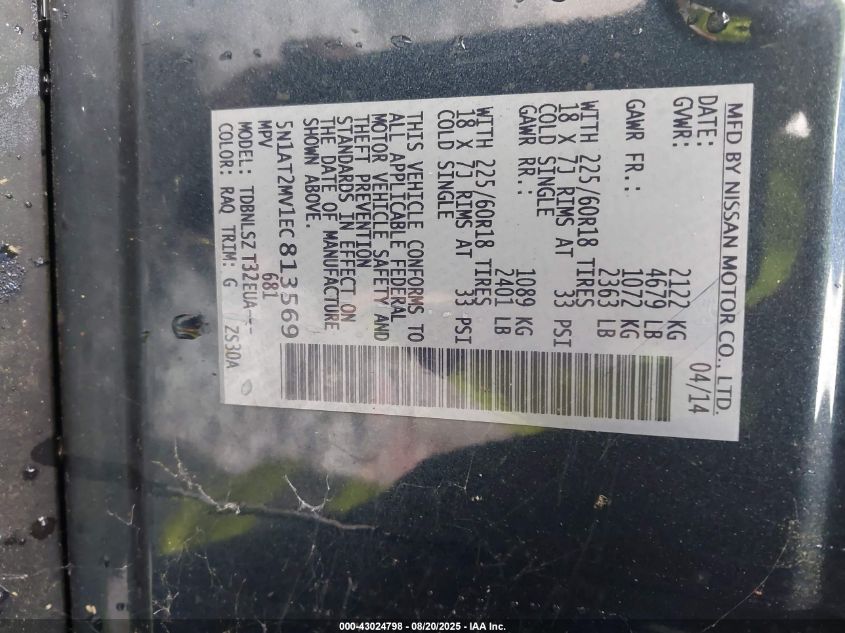 MFD BY NISSAN MOTOR CO., LTD.
DATE: 04/14
GVWR: 2122 KG
4679 LB
GAWR FR.: 1072 KG
2363 LB
WITH 225/60R18 TIRES
18 X 7J RIMS AT 33 PSI
COLD SINGLE
GAWR RR.: 1089 KG
2401 LB
WITH 225/60R18 TIRES
18 X 7J RIMS AT 33 PSI
COLD SINGLE
THIS VEHICLE CONFORMS TO
ALL APPLICABLE FEDERAL
MOTOR VEHICLE SAFETY AND
THEFT PREVENTION
STANDARDS IN EFFECT ON
THE DATE OF MANUFACTURE
SHOWN ABOVE.
5N1AT2MV1EC813569
MPV 681
MODEL: TDBNLSZ T32EUA--
COLOR: RAQ TRIM: G ZS30A
000-43024798 - 08/20/2025 - IAA Inc.